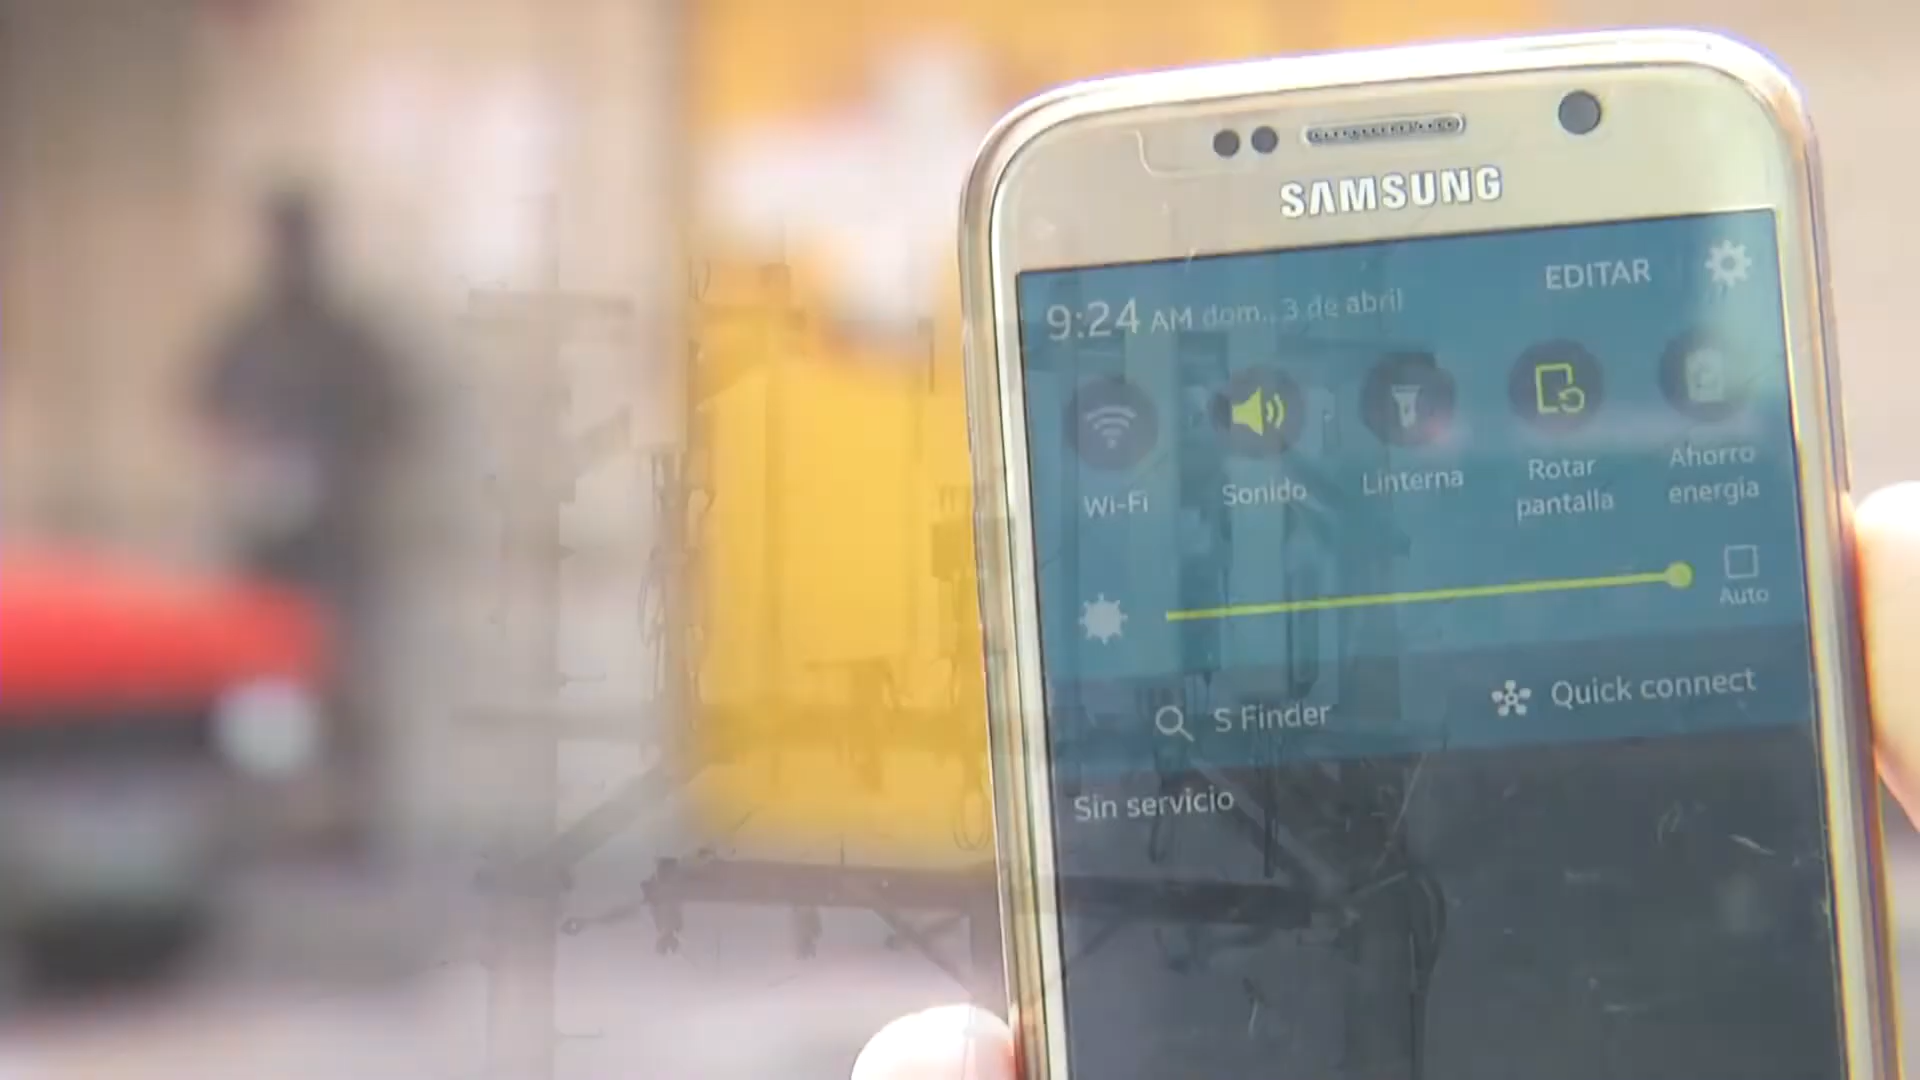 SAMSUNG
EDITAR
9:24 AM dom., 3 de abril
Wi-Fi
Sonido
Linterna
Rotar
pantalla
Ahorro
energía
Auto
S Finder
Quick connect
Sin servicio